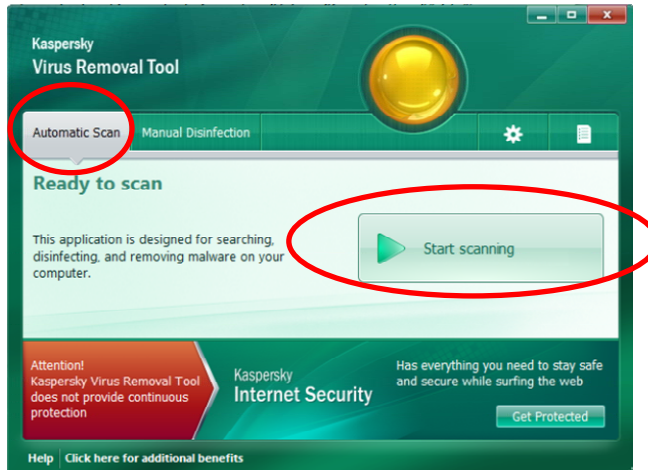 Kaspersky
Virus Removal Tool
Automatic Scan
Manual Disinfection
Ready to scan
This application is designed for searching,
disinfecting, and removing malware on your
computer.
Start scanning
Attention!
Kaspersky Virus Removal Tool
does not provide continuous
protection
Kaspersky
Internet Security
Has everything you need to stay safe
and secure while surfing the web
Get Protected
Help
Click here for additional benefits